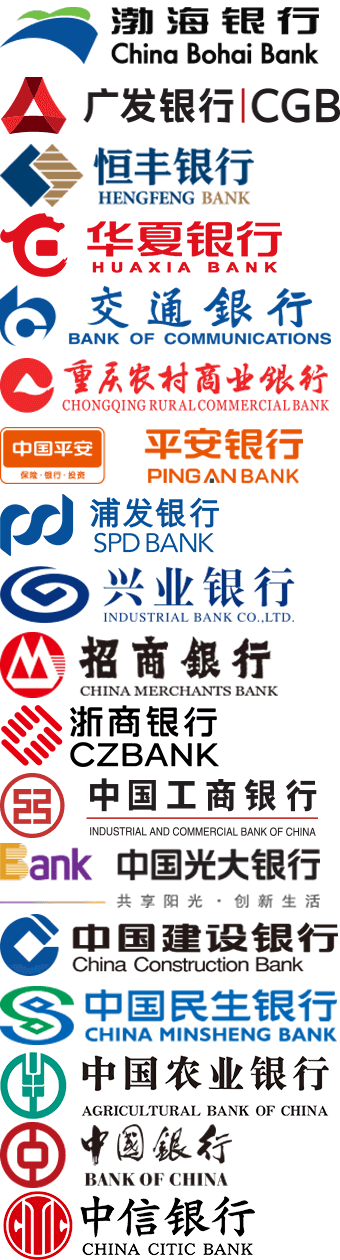 渤海银行
China Bohai Bank
广发银行|CGB
恒丰银行
HENGFENG BANK
华夏银行
HUAXIA BANK
交通銀行
BANK OF COMMUNICATIONS
重庆农村商业银行
CHONGQING RURAL COMMERCIAL BANK
中国平安 平安银行
保险·银行·投资 PINGAN BANK
浦发银行
SPD BANK
兴业银行
INDUSTRIAL BANK CO.,LTD.
招商銀行
CHINA MERCHANTS BANK
浙商银行
CZBANK
中国工商银行
INDUSTRIAL AND COMMERCIAL BANK OF CHINA
Bank 中国光大银行
共享阳光·创新生活
中国建设银行
China Construction Bank
中国民生银行
CHINA MINSHENG BANK
中国农业银行
AGRICULTURAL BANK OF CHINA
中國銀行
BANK OF CHINA
中信银行
CHINA CITIC BANK